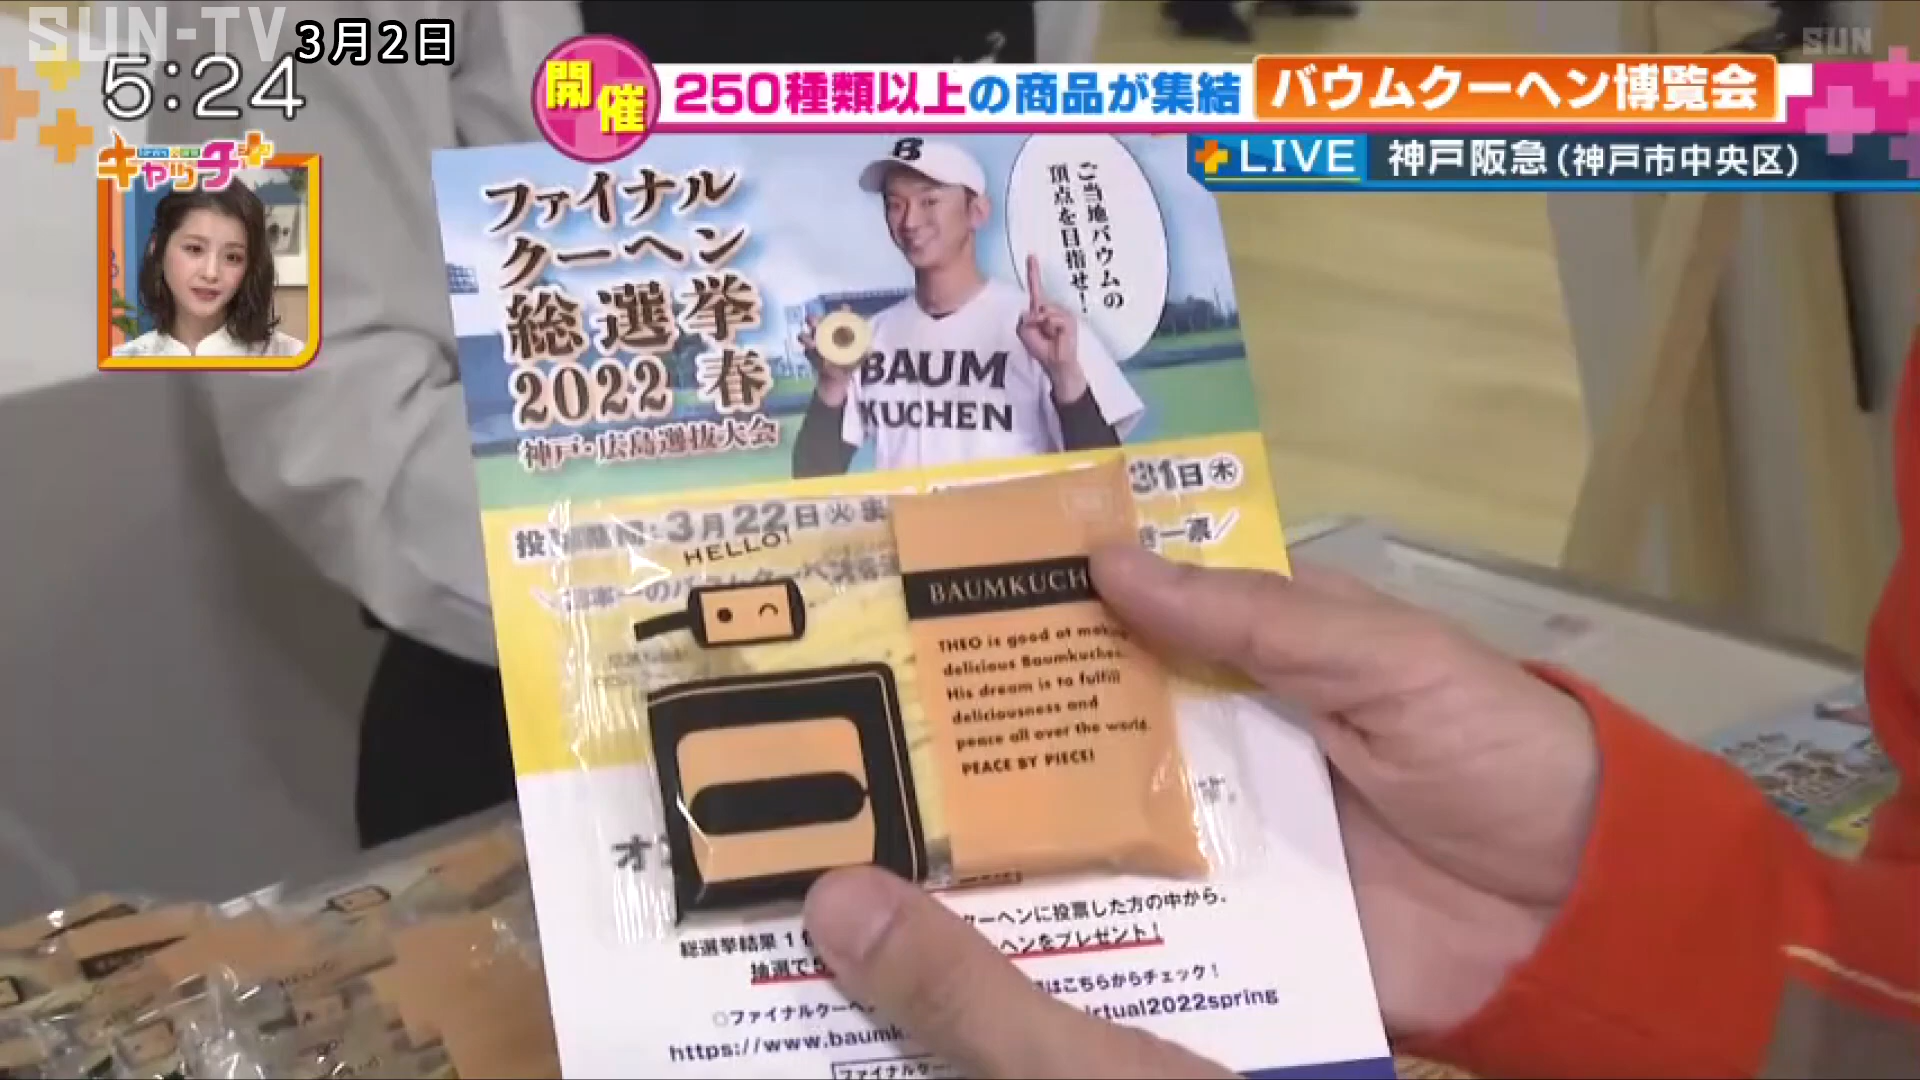 SUN-TV
3月2日
5:24
キャッチ+
開催
250種類以上の商品が集結
バウムクーヘン博覧会
SUN
LIVE
神戸阪急(神戸市中央区)
ファイナル
クーヘン
総選挙
2022 春
神戸・広島選抜大会
B
BAUM
KUCHEN
ご当地バウムの
頂点を目指せ!
3月22日㊋
31日㊍
一票
HELLO!
BAUMKUCH
THEO is good at
delicious
His dream is to fulfill
deliciousness and
peace all over the world.
PEACE BY PIECE!
ーヘンに投票した方の中から、
総選挙結果 1
ヘンをプレゼント!
抽選で
はこちらからチェック!
ファイナルクーヘ
https://www.baumk
rtual2022spring